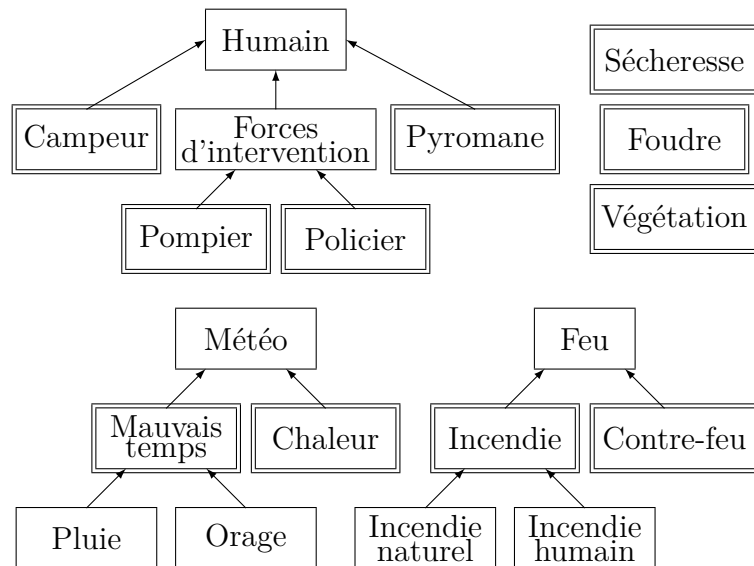 Humain
Sécheresse
Campeur
Forces
d'intervention
Pyromane
Foudre
Végétation
Pompier
Policier
Météo
Feu
Mauvais
temps
Chaleur
Incendie
Contre-feu
Pluie
Orage
Incendie
naturel
Incendie
humain